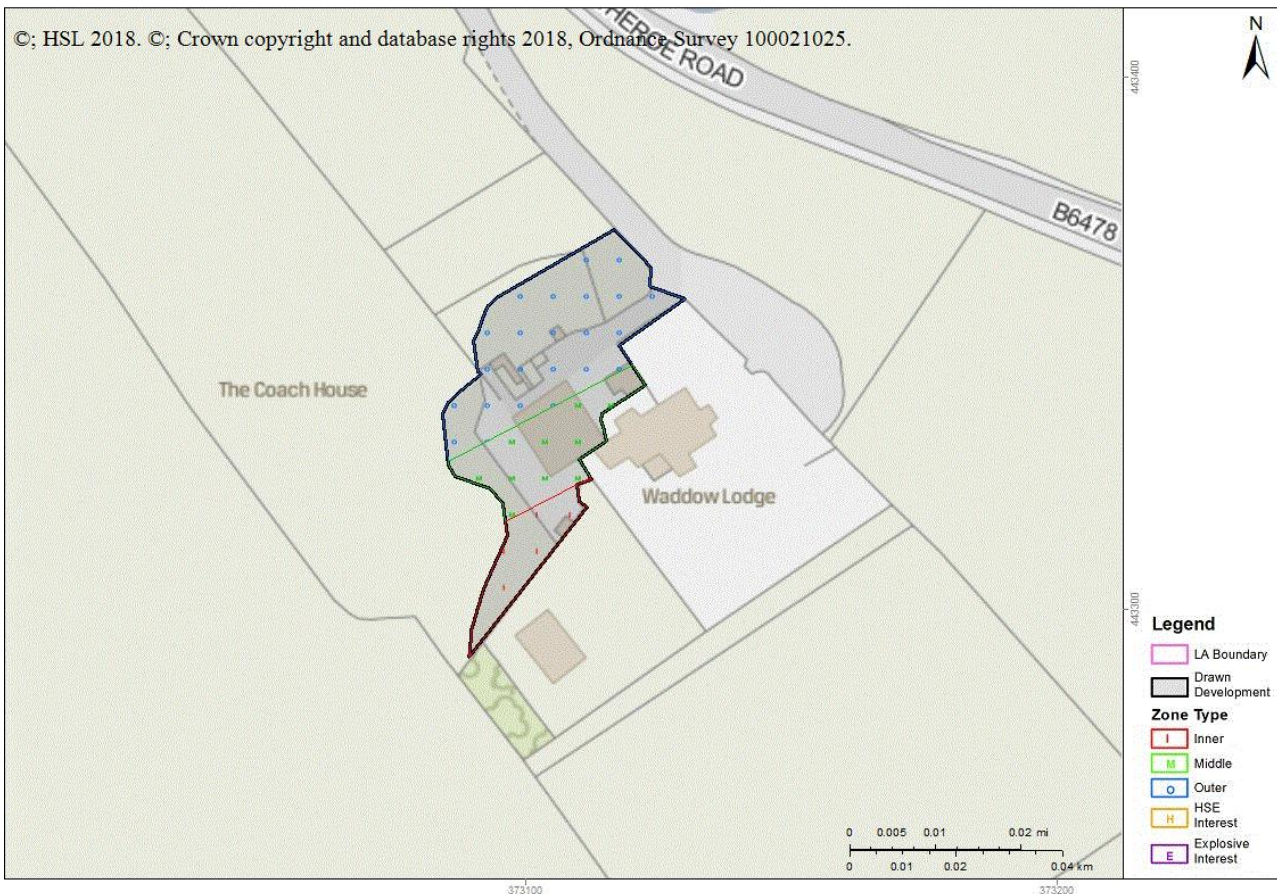 ©; HSL 2018. ©; Crown copyright and database rights 2018, Ordnance Survey 100021025.
N
ROAD
443400
B6478
The Coach House
Waddow Lodge
443300
Legend
LA Boundary
Drawn
Development
Zone Type
I Inner
M Middle
O Outer
H HSE
Interest
E Explosive
Interest
0 0.005 0.01 0.02 mi
0 0.01 0.02 0.04 km
373100
373200